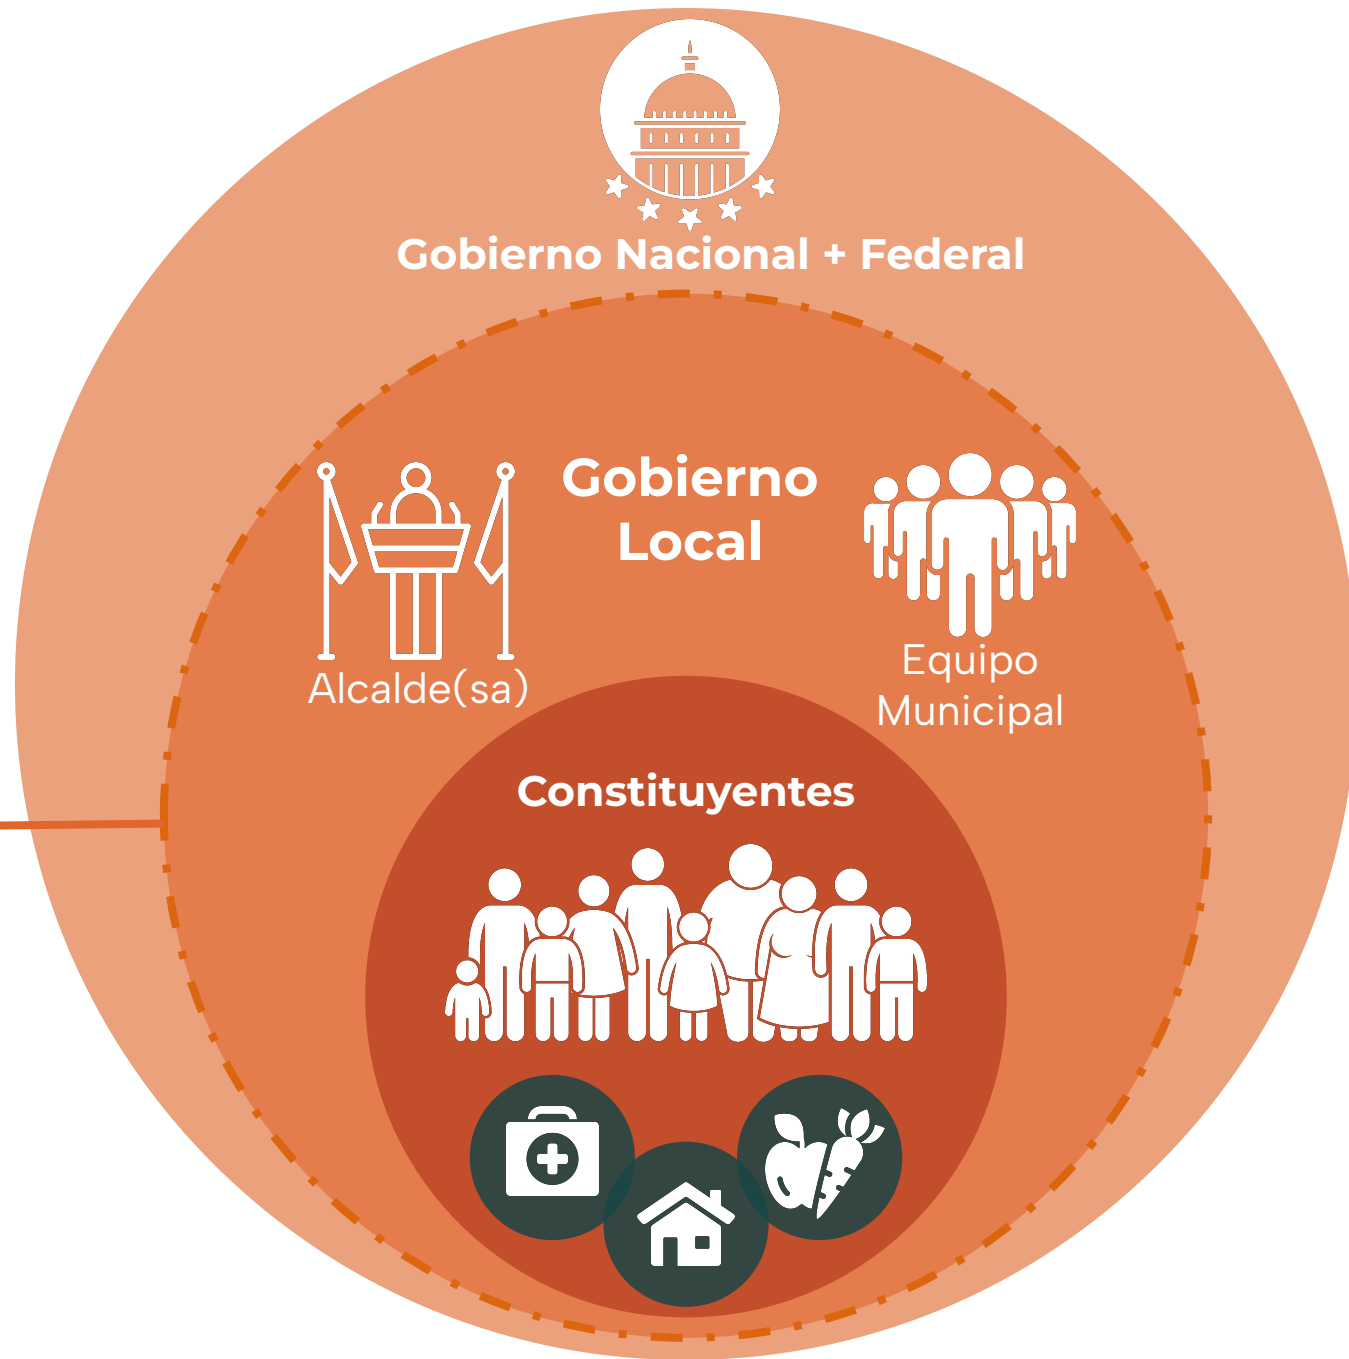 Gobierno Nacional + Federal
Gobierno
Local
Alcalde(sa)
Equipo
Municipal
Constituyentes